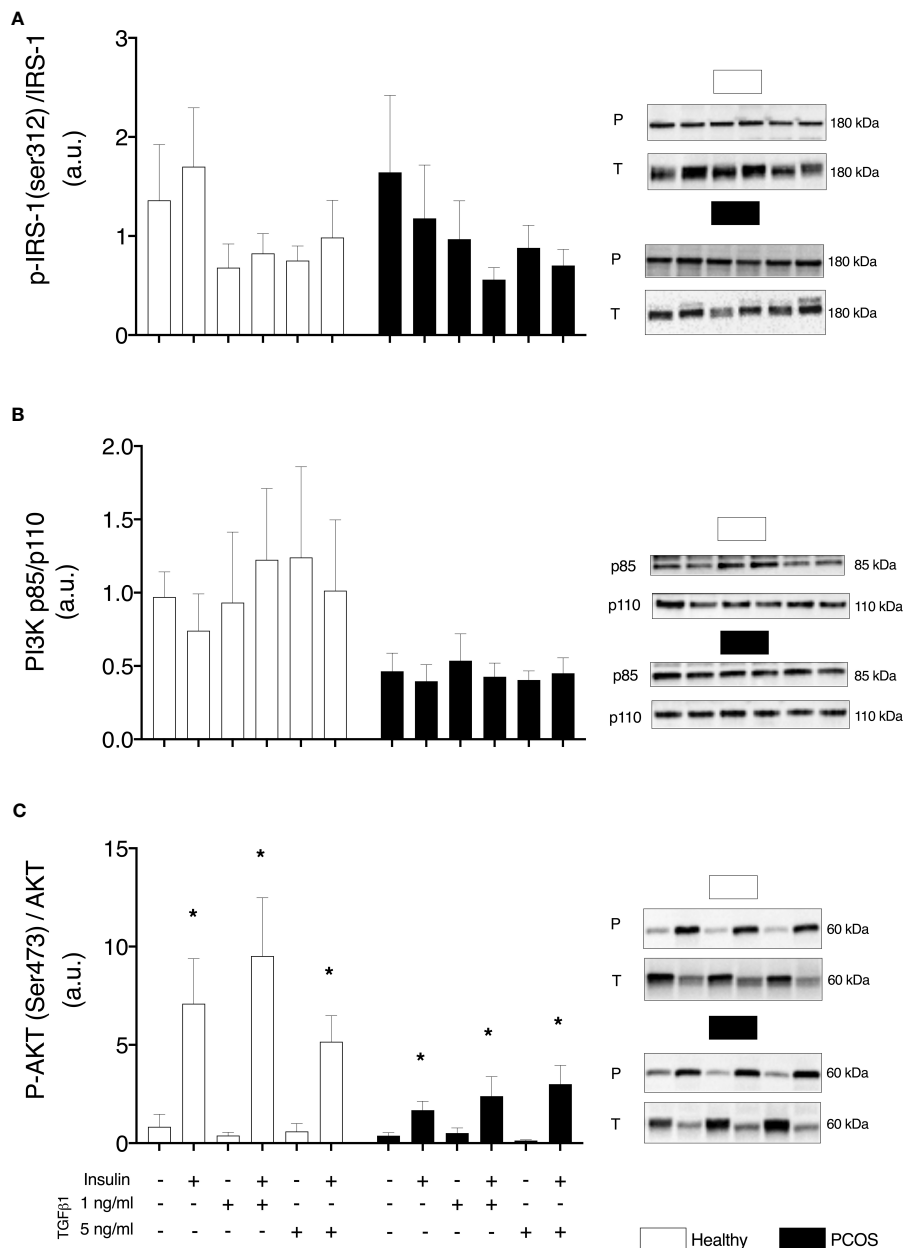 A
p-IRS-1(ser312) /IRS-1
(a.u.)
3
2
1
0
P
180 kDa
T
180 kDa
P
180 kDa
T
180 kDa
B
PI3K p85/p110
(a.u.)
2.0
1.5
1.0
0.5
0.0
p85
85 kDa
p110
110 kDa
p85
85 kDa
p110
110 kDa
C
P-AKT (Ser473) / AKT
(a.u.)
15
10
5
0
* * * * * *
P
60 kDa
T
60 kDa
P
60 kDa
T
60 kDa
Insulin - + - + - + - + - + - +
TGFβ1
1 ng/ml - - + + - - - - + + - -
5 ng/ml - - - - + + - - - - + +
Healthy PCOS